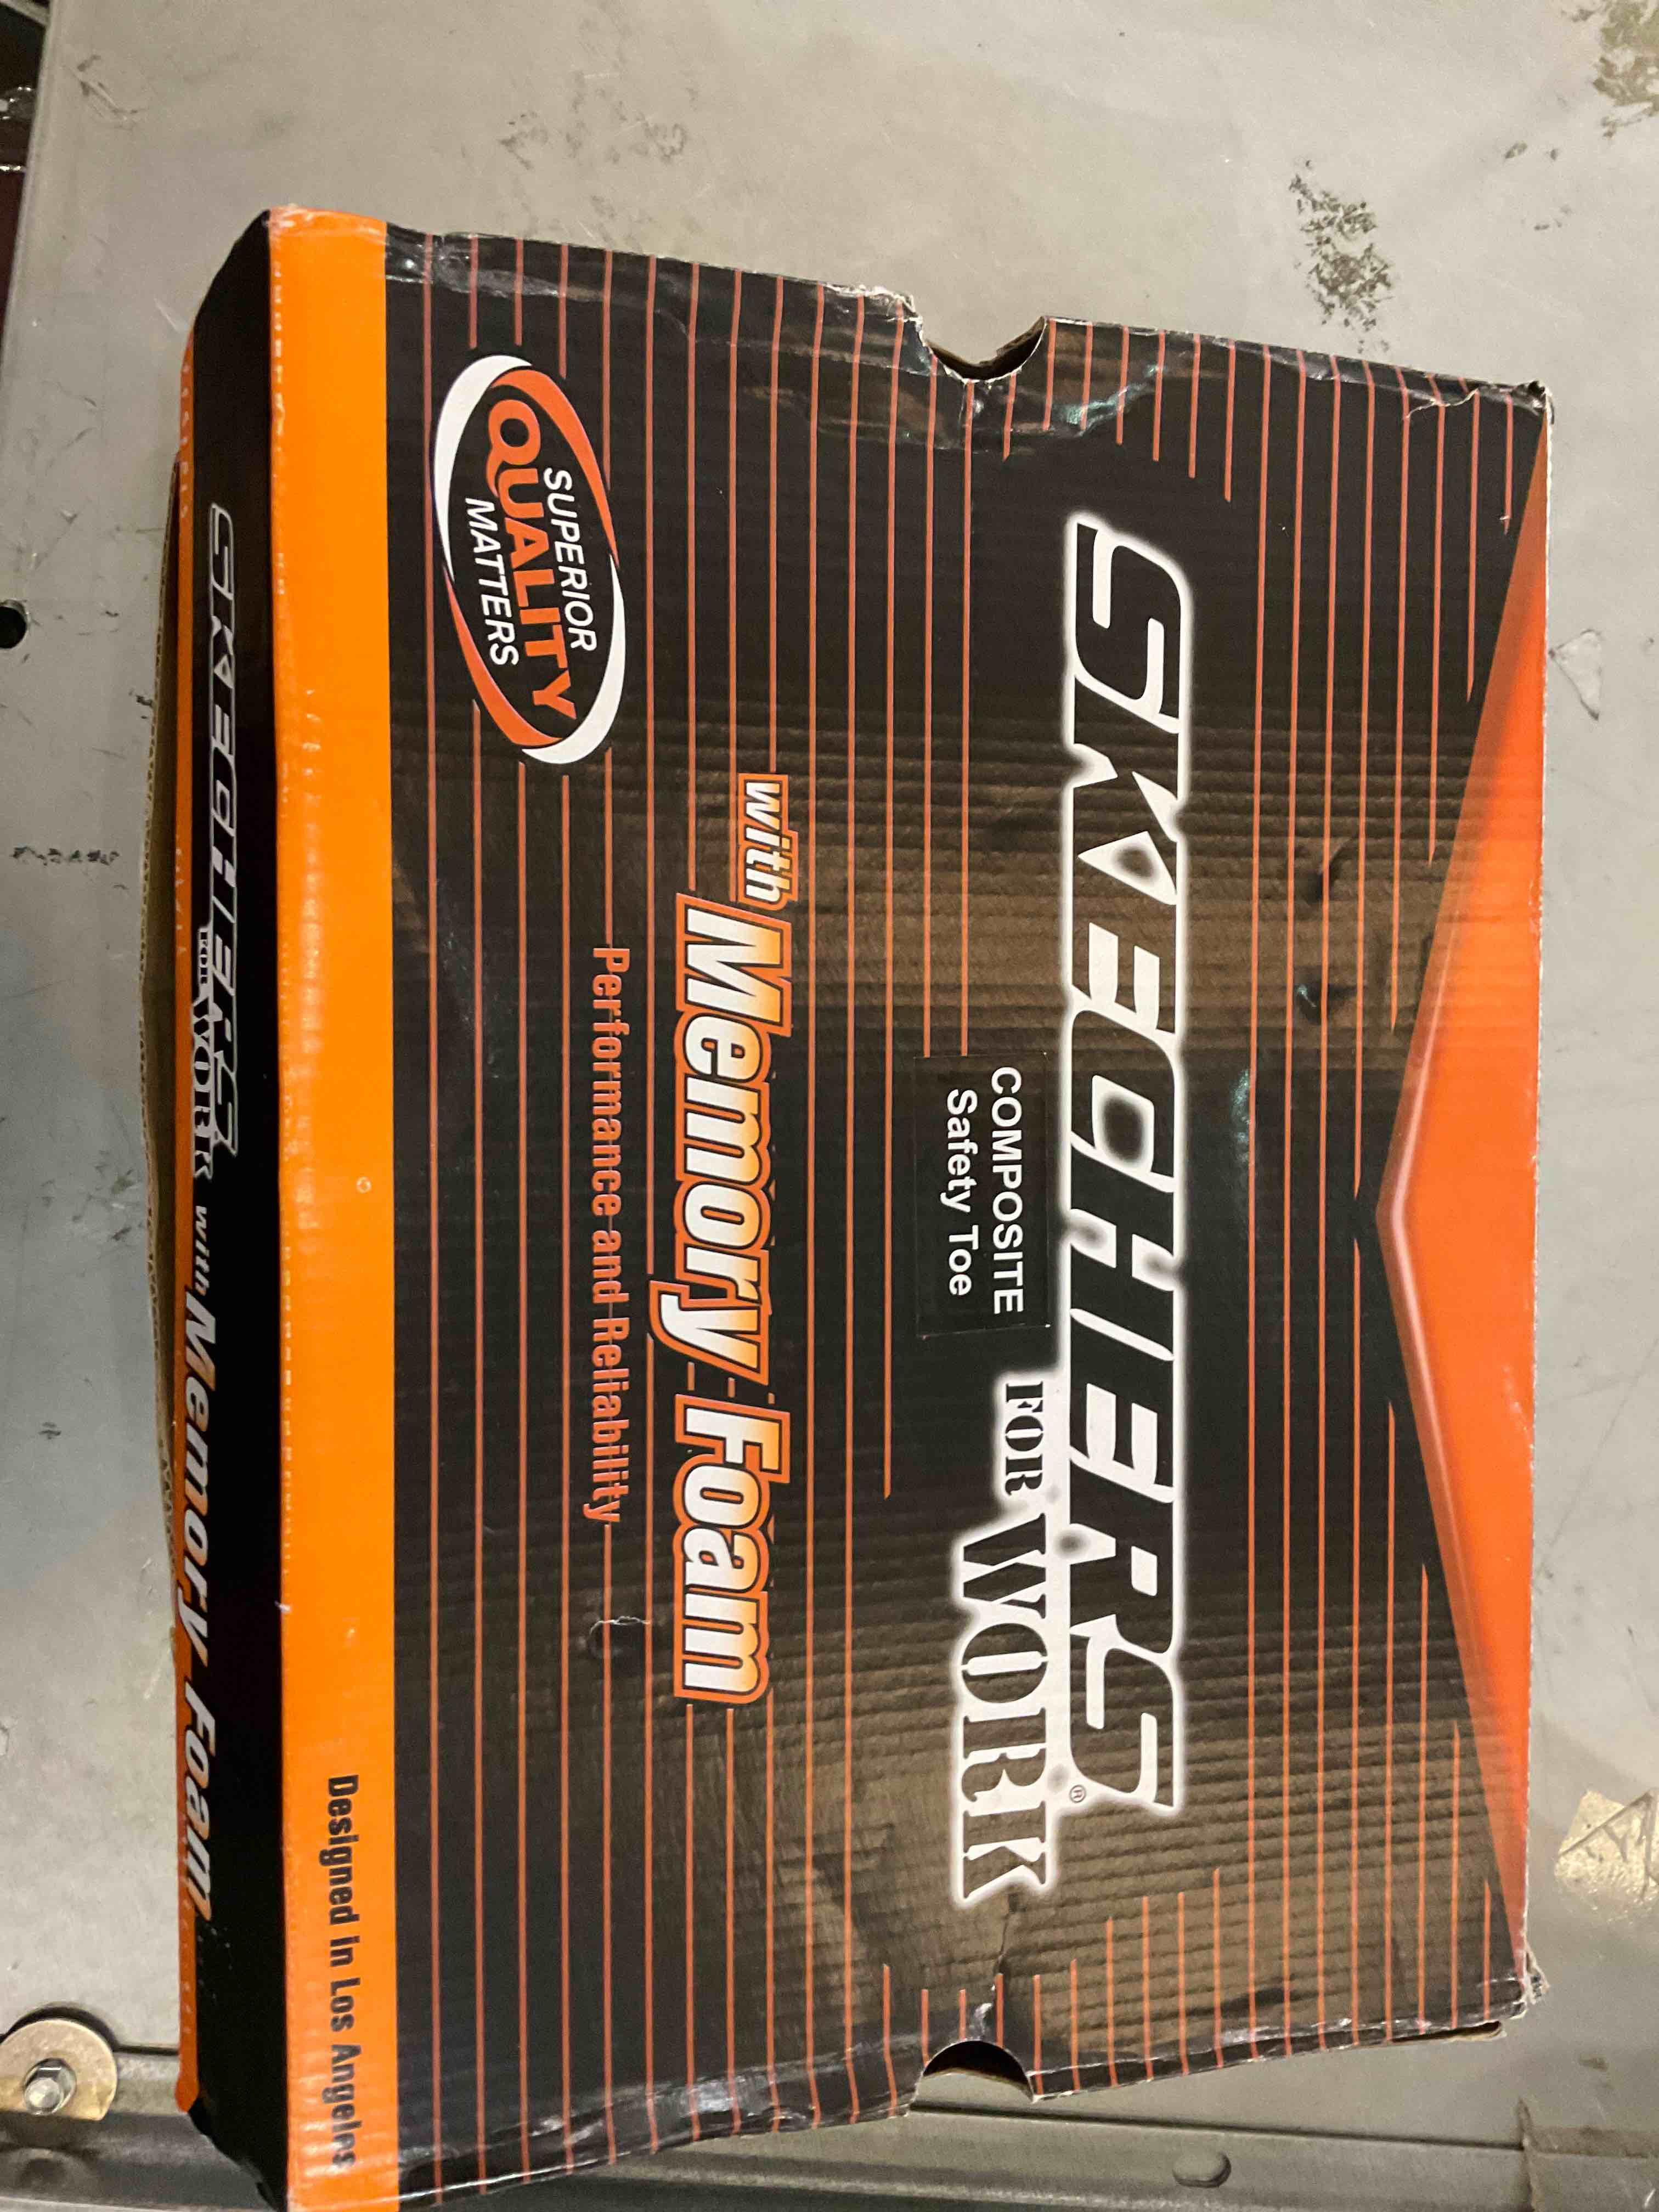 SKECHERS®
FOR WORK
COMPOSITE
Safety Toe
with Memory Foam
Performance and Reliability
SUPERIOR
QUALITY
MATTERS
Designed in Los Angeles
SKECHERS
FOR WORK with Memory Foam